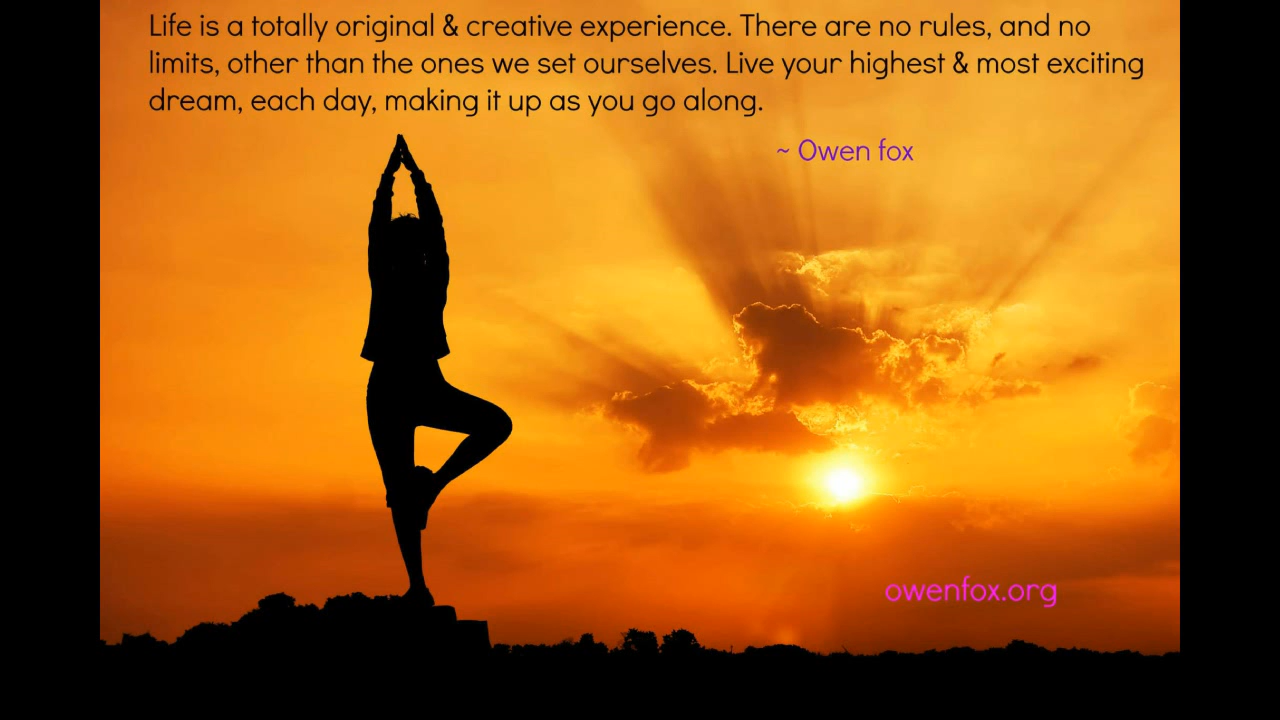 Life is a totally original & creative experience. There are no rules, and no
limits, other than the ones we set ourselves. Live your highest & most exciting
dream, each day, making it up as you go along.
~ Owen fox
owenfox.org